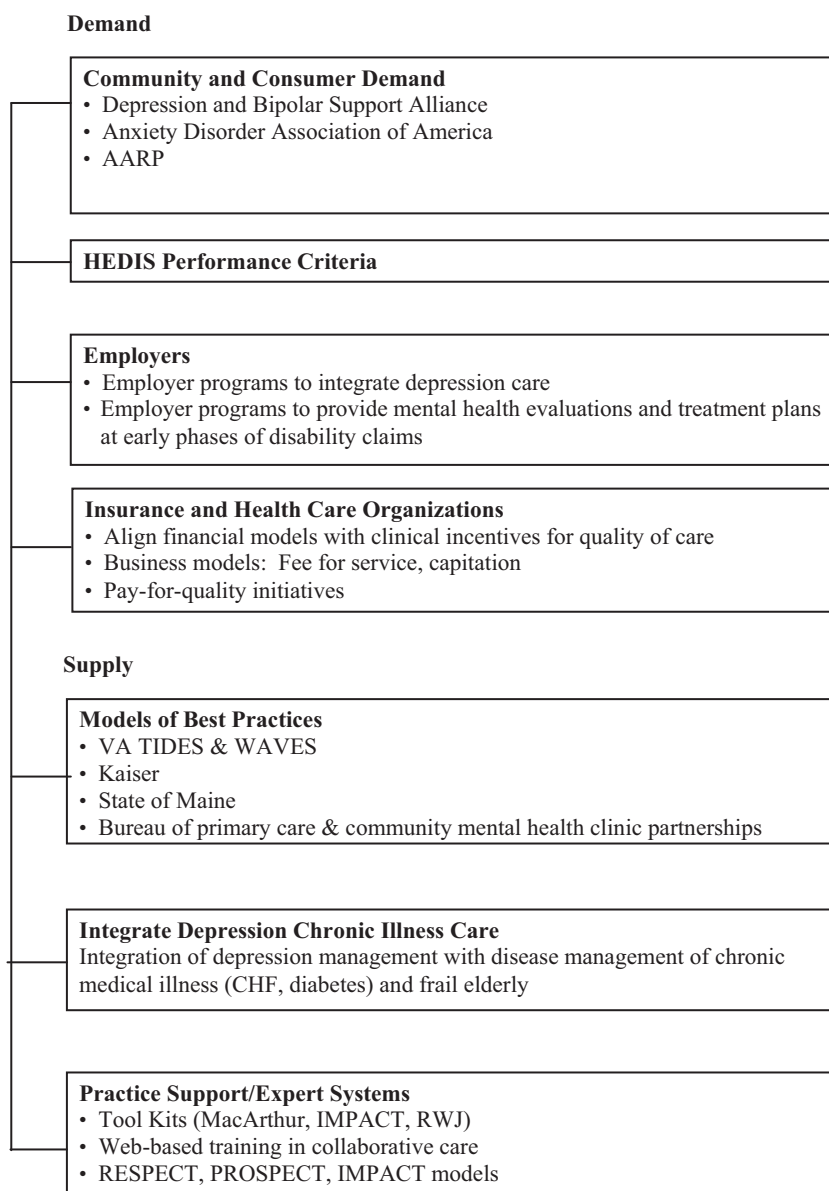 Demand
Community and Consumer Demand
• Depression and Bipolar Support Alliance
• Anxiety Disorder Association of America
• AARP
HEDIS Performance Criteria
Employers
• Employer programs to integrate depression care
• Employer programs to provide mental health evaluations and treatment plans
at early phases of disability claims
Insurance and Health Care Organizations
• Align financial models with clinical incentives for quality of care
• Business models: Fee for service, capitation
• Pay-for-quality initiatives
Supply
Models of Best Practices
• VA TIDES & WAVES
• Kaiser
• State of Maine
• Bureau of primary care & community mental health clinic partnerships
Integrate Depression Chronic Illness Care
Integration of depression management with disease management of chronic
medical illness (CHF, diabetes) and frail elderly
Practice Support/Expert Systems
• Tool Kits (MacArthur, IMPACT, RWJ)
• Web-based training in collaborative care
• RESPECT, PROSPECT, IMPACT models